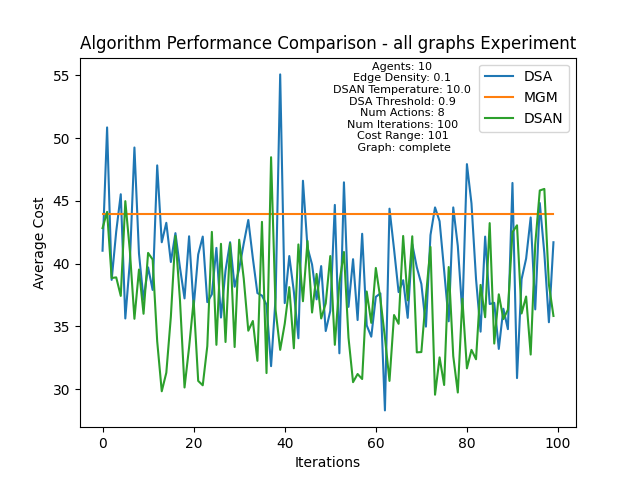 Algorithm Performance Comparison - all graphs Experiment
Agents: 10
Edge Density: 0.1
DSAN Temperature: 10.0
DSA Threshold: 0.9
Num Actions: 8
Num Iterations: 100
Cost Range: 101
Graph: complete
DSA
MGM
DSAN
Average Cost
55
50
45
40
35
30
0
20
40
60
80
100
Iterations